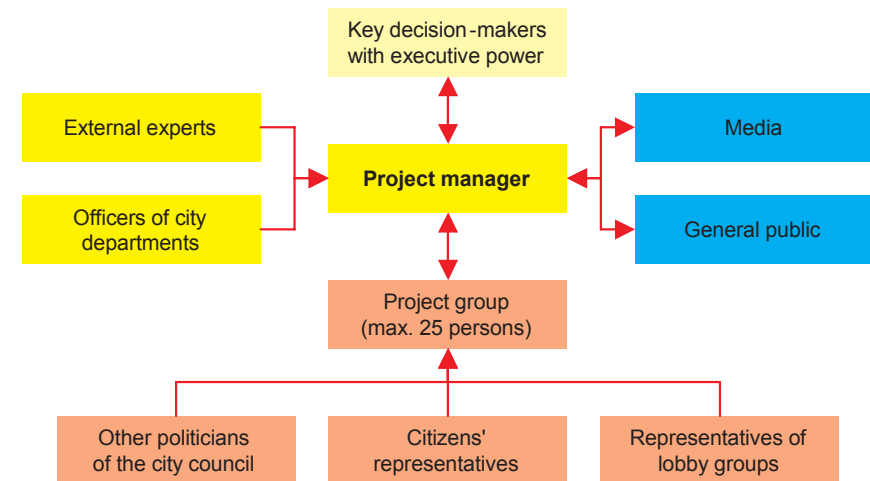 Key decision-makers
with executive power
External experts
Media
Project manager
Officers of city
departments
General public
Project group
(max. 25 persons)
Other politicians
of the city council
Citizens'
representatives
Representatives of
lobby groups